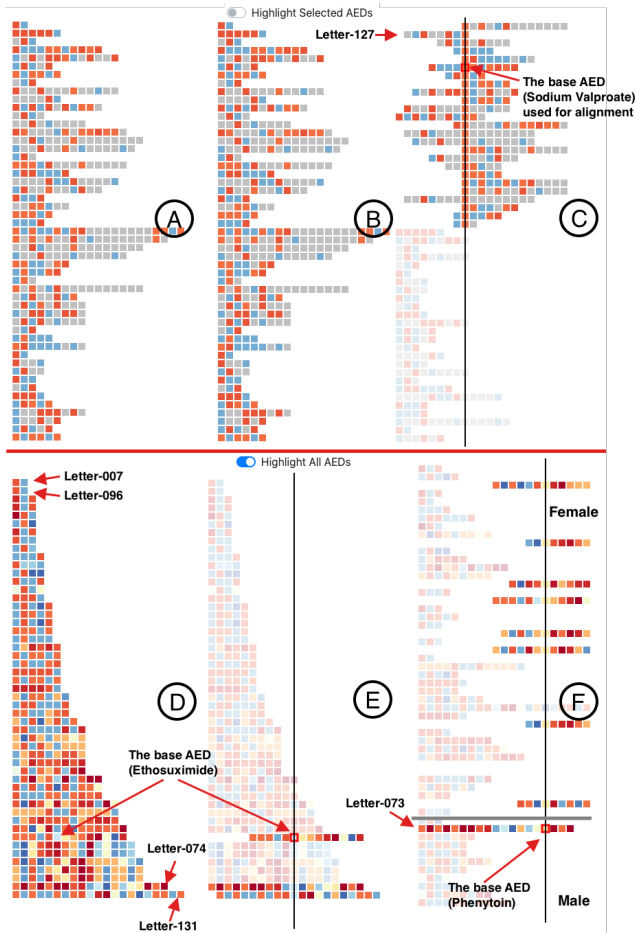 Highlight Selected AEDs
Letter-127
The base AED
(Sodium Valproate)
used for alignment
A
B
C
Highlight All AEDs
Letter-007
Letter-096
Female
D
E
F
The base AED
(Ethosuximide)
Letter-073
Letter-074
The base AED
(Phenytoin)
Male
Letter-131